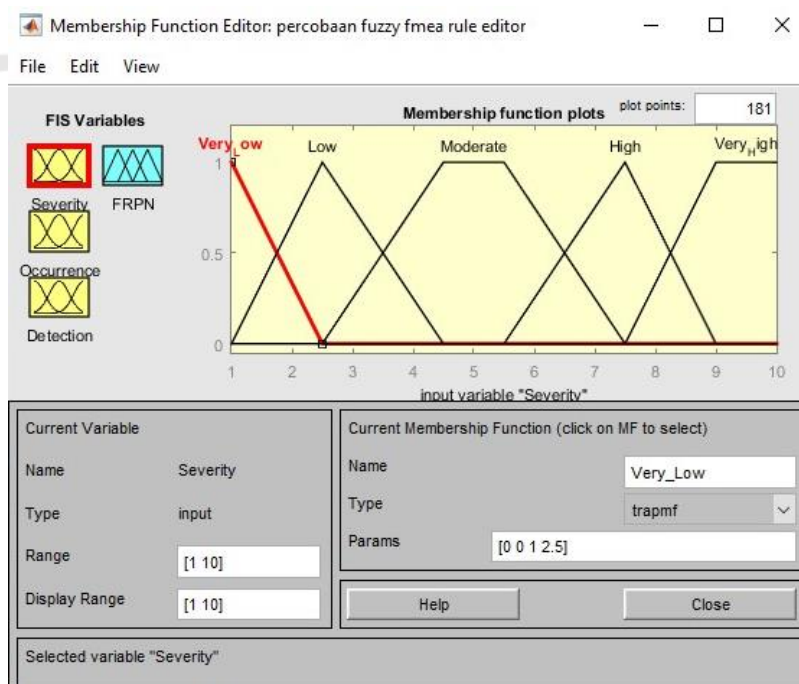 Membership Function Editor: percobaan fuzzy fmea rule editor
File Edit View
FIS Variables
Severity
FRPN
Occurrence
Detection
Membership function plots
plot points: 181
Very_Low Low Moderate High Very_High
1
0.5
0
1 2 3 4 5 6 7 8 9 10
input variable "Severity"
Current Variable
Name Severity
Type input
Range [1 10]
Display Range [1 10]
Current Membership Function (click on MF to select)
Name Very_Low
Type trapmf
Params [0 0 1 2.5]
Help Close
Selected variable "Severity"